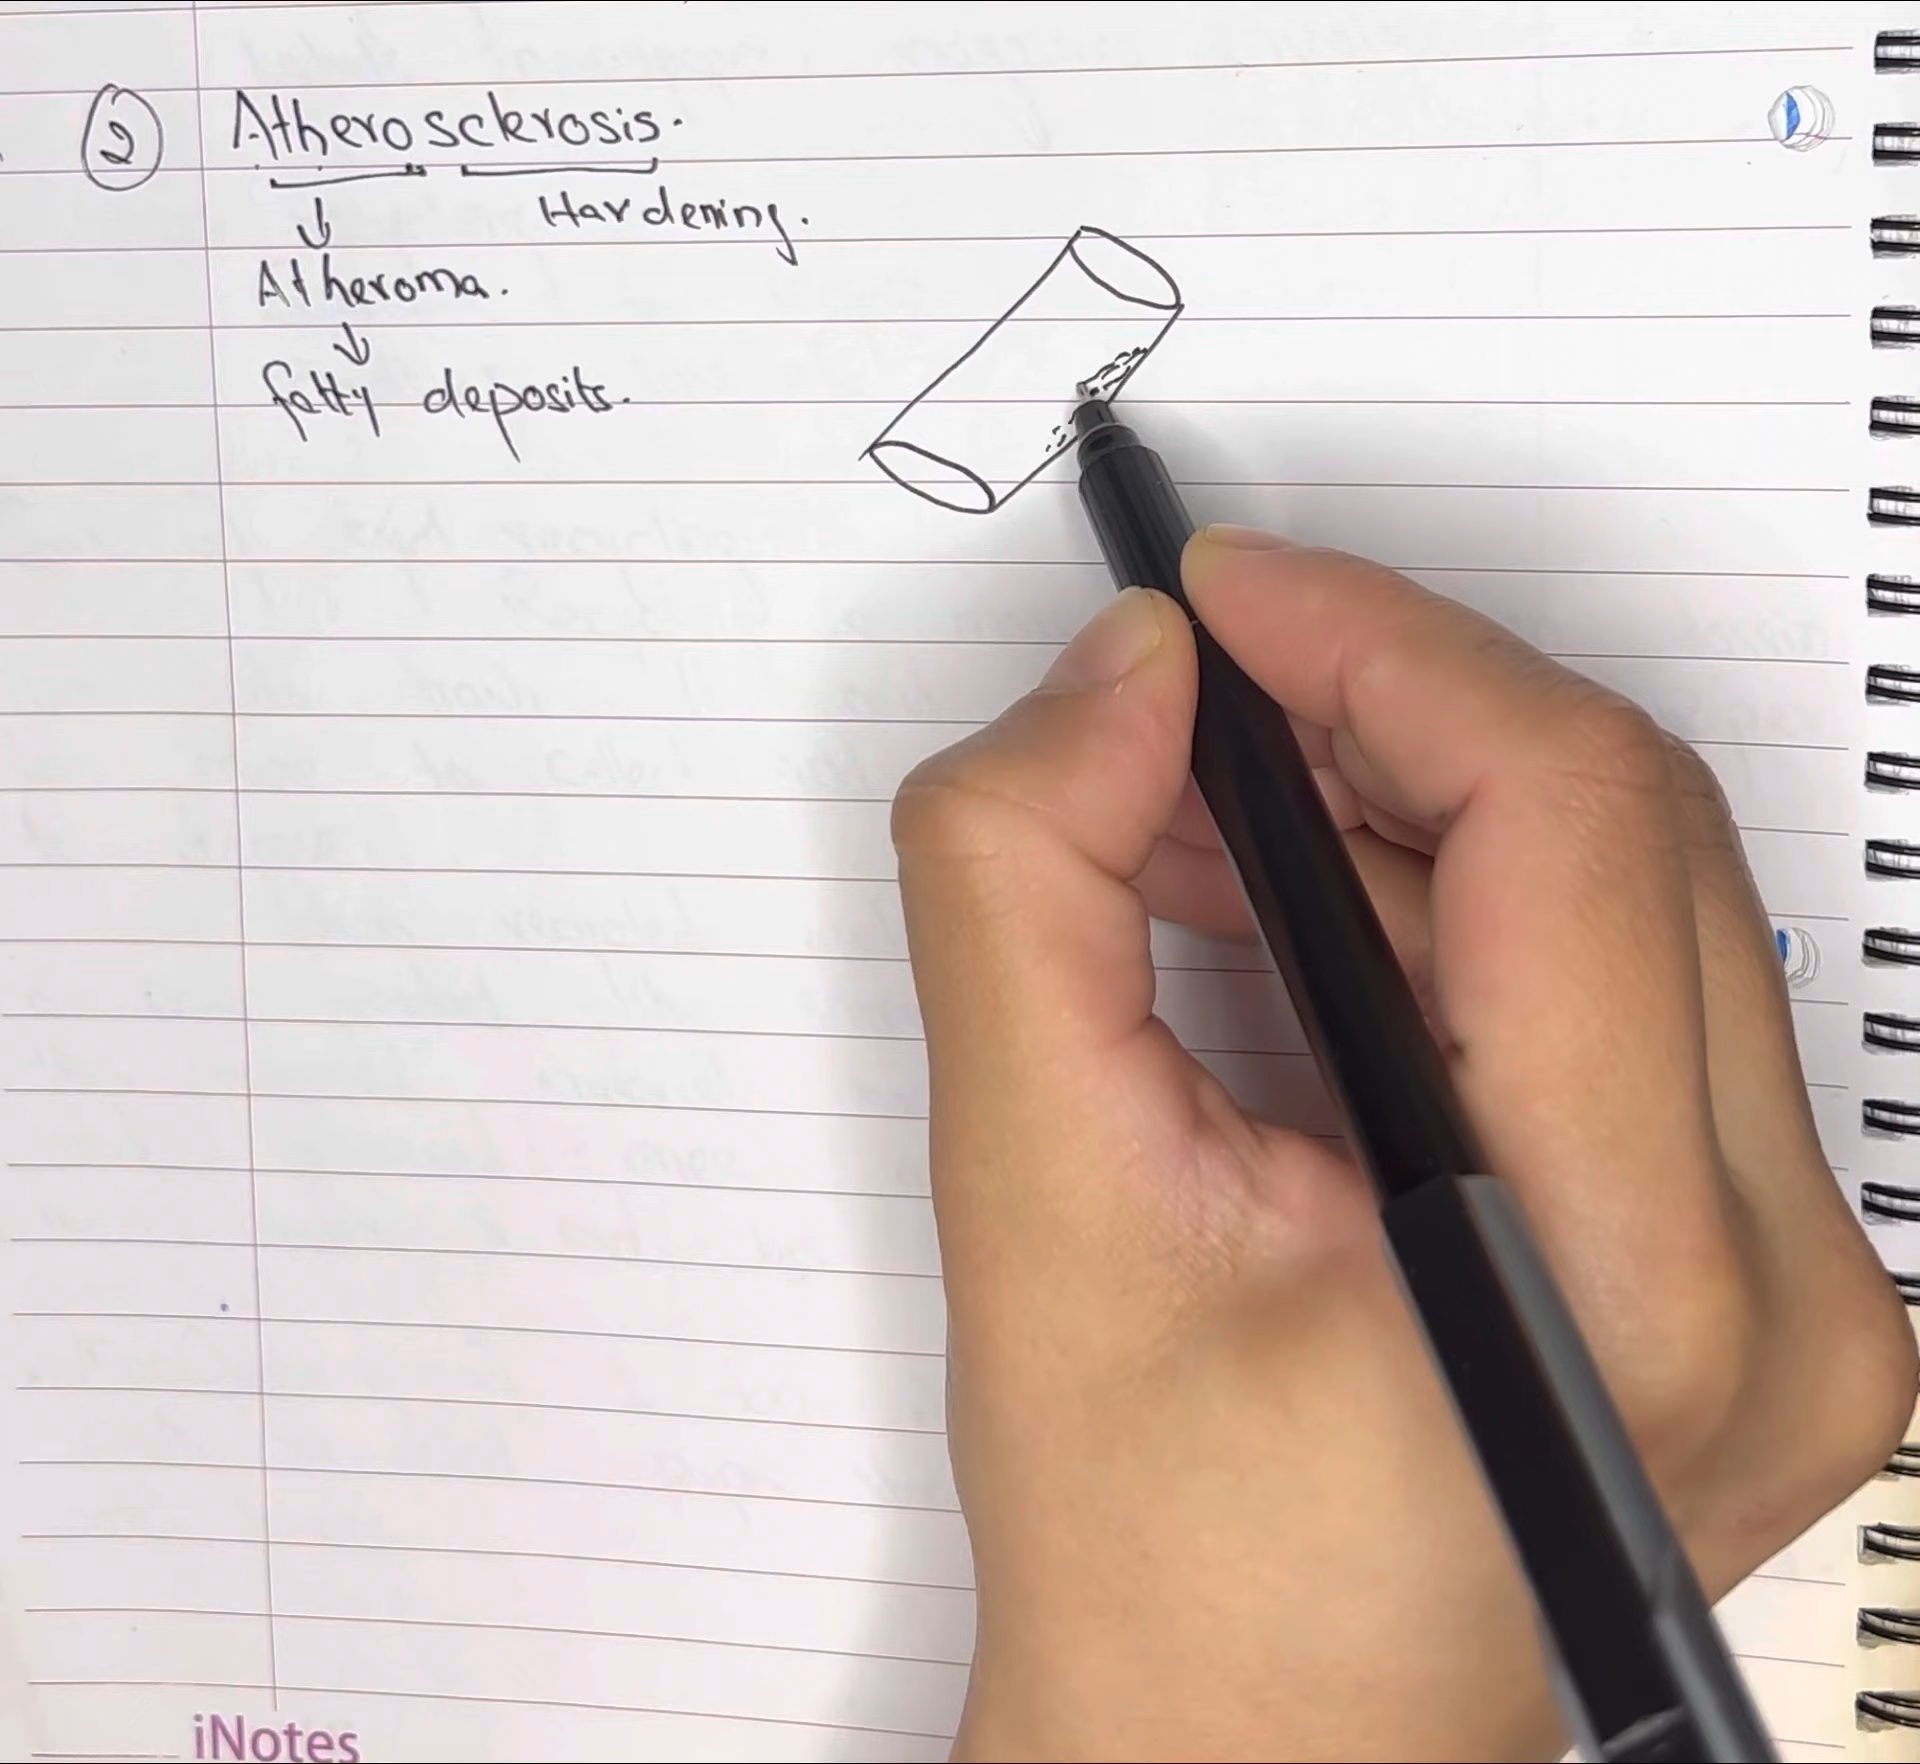 2 Atherosclerosis.
Hardening.
Atheroma.
fatty deposits.
iNotes